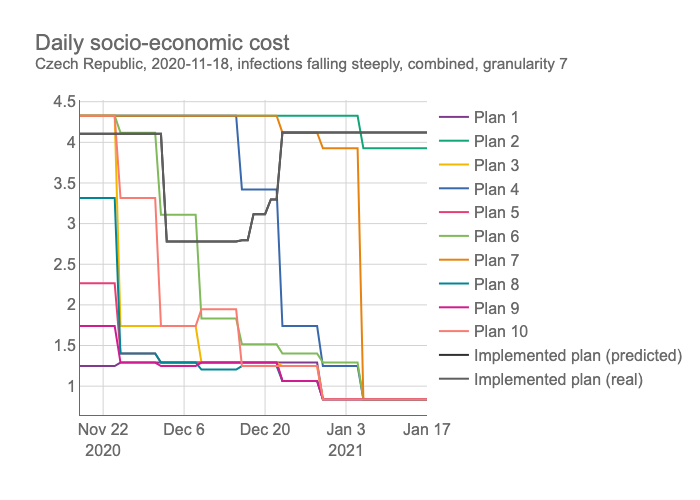 Daily socio-economic cost
Czech Republic, 2020-11-18, infections falling steeply, combined, granularity 7
4.5
4
3.5
3
2.5
2
1.5
1
Nov 22
2020
Dec 6
Dec 20
Jan 3
2021
Jan 17
Plan 1
Plan 2
Plan 3
Plan 4
Plan 5
Plan 6
Plan 7
Plan 8
Plan 9
Plan 10
Implemented plan (predicted)
Implemented plan (real)